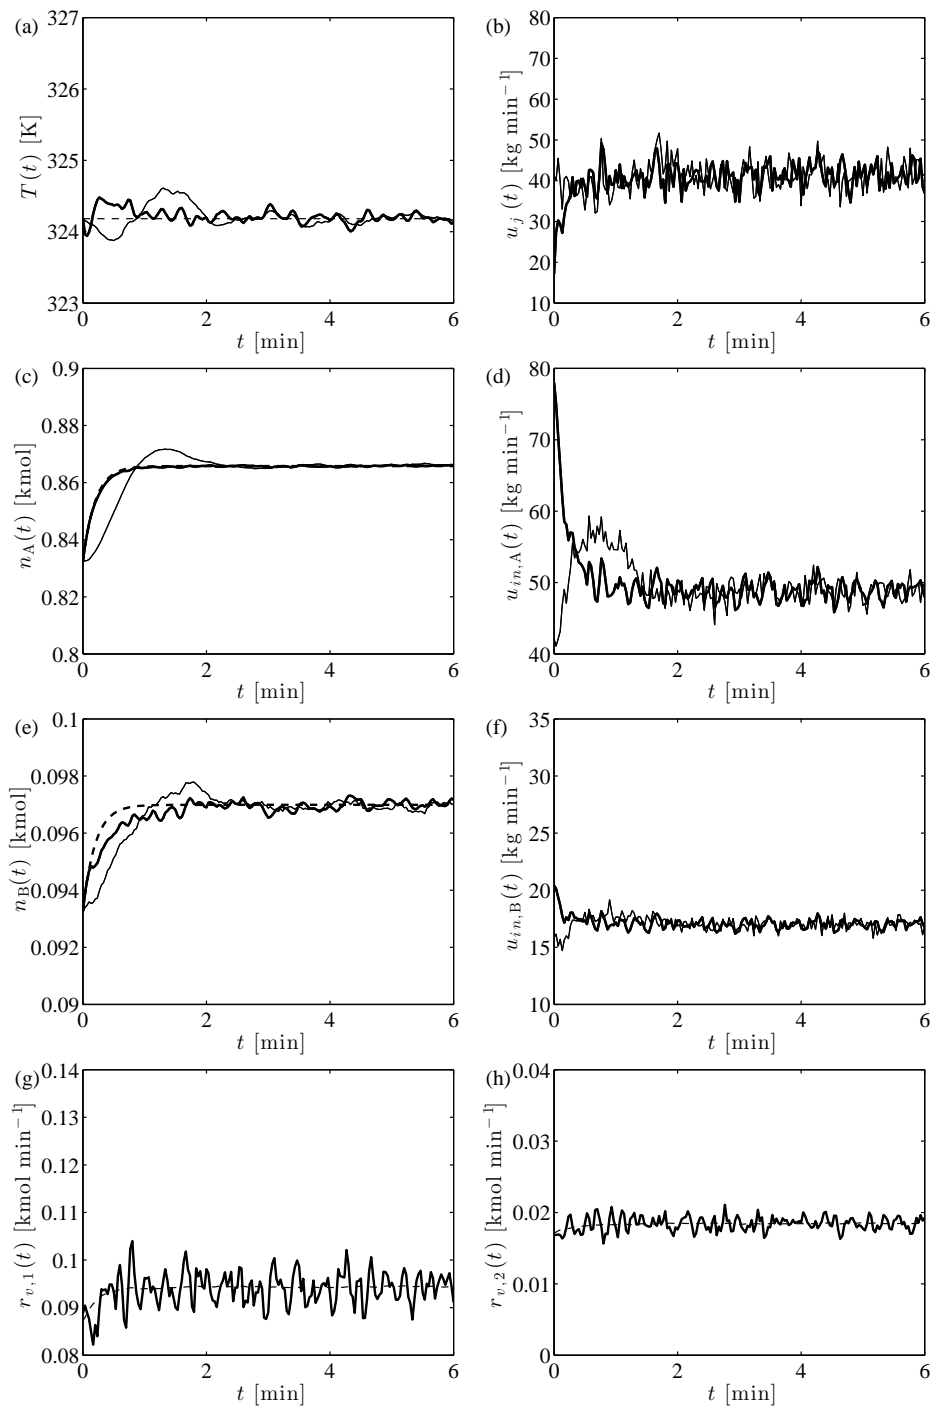 (a)
327
326
325
324
323
T(t) [K]
0 2 4 6
t [min]
(b)
80
70
60
50
40
30
20
10
u_j(t) [kg min⁻¹]
0 2 4 6
t [min]
(c)
0.9
0.88
0.86
0.84
0.82
0.8
n_A(t) [kmol]
0 2 4 6
t [min]
(d)
80
70
60
50
40
u_{in,A}(t) [kg min⁻¹]
0 2 4 6
t [min]
(e)
0.1
0.098
0.096
0.094
0.092
0.09
n_B(t) [kmol]
0 2 4 6
t [min]
(f)
35
30
25
20
15
10
u_{in,B}(t) [kg min⁻¹]
0 2 4 6
t [min]
(g)
0.14
0.13
0.12
0.11
0.1
0.09
0.08
r_{v,1}(t) [kmol min⁻¹]
0 2 4 6
t [min]
(h)
0.04
0.03
0.02
0.01
0
r_{v,2}(t) [kmol min⁻¹]
0 2 4 6
t [min]